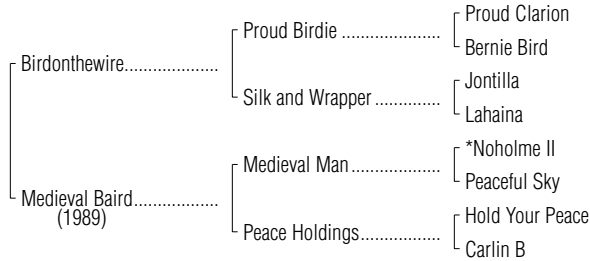 Proud Clarion
Proud Birdie ..................
Bernie Bird
Birdonthewire...................
Jontilla
Silk and Wrapper ............
Lahaina
*Noholme II
Medieval Man.................
Peaceful Sky
Medieval Baird.................
(1989)
Hold Your Peace
Peace Holdings...............
Carlin B